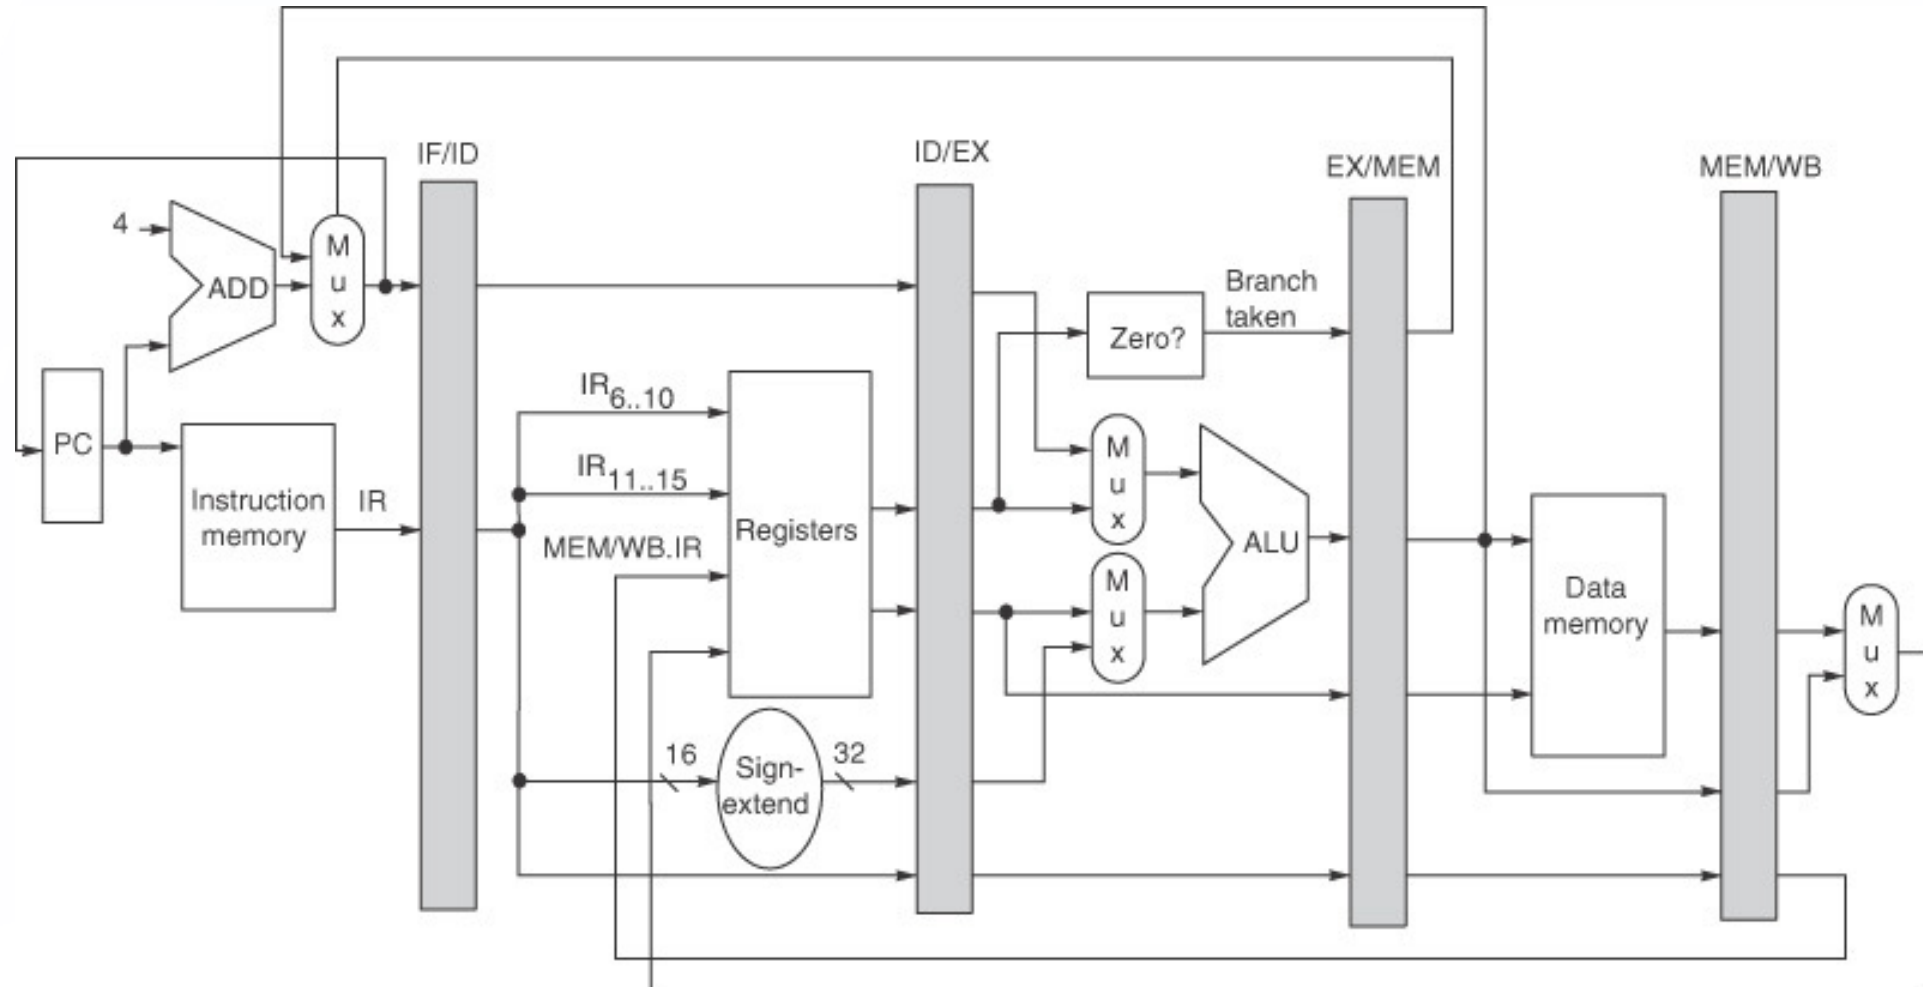 IF/ID
ID/EX
EX/MEM
MEM/WB
4
ADD
M
u
x
Branch
taken
Zero?
PC
Instruction
memory
IR
IR6..10
IR11..15
MEM/WB.IR
Registers
M
u
x
M
u
x
ALU
Data
memory
M
u
x
16
Sign-
extend
32